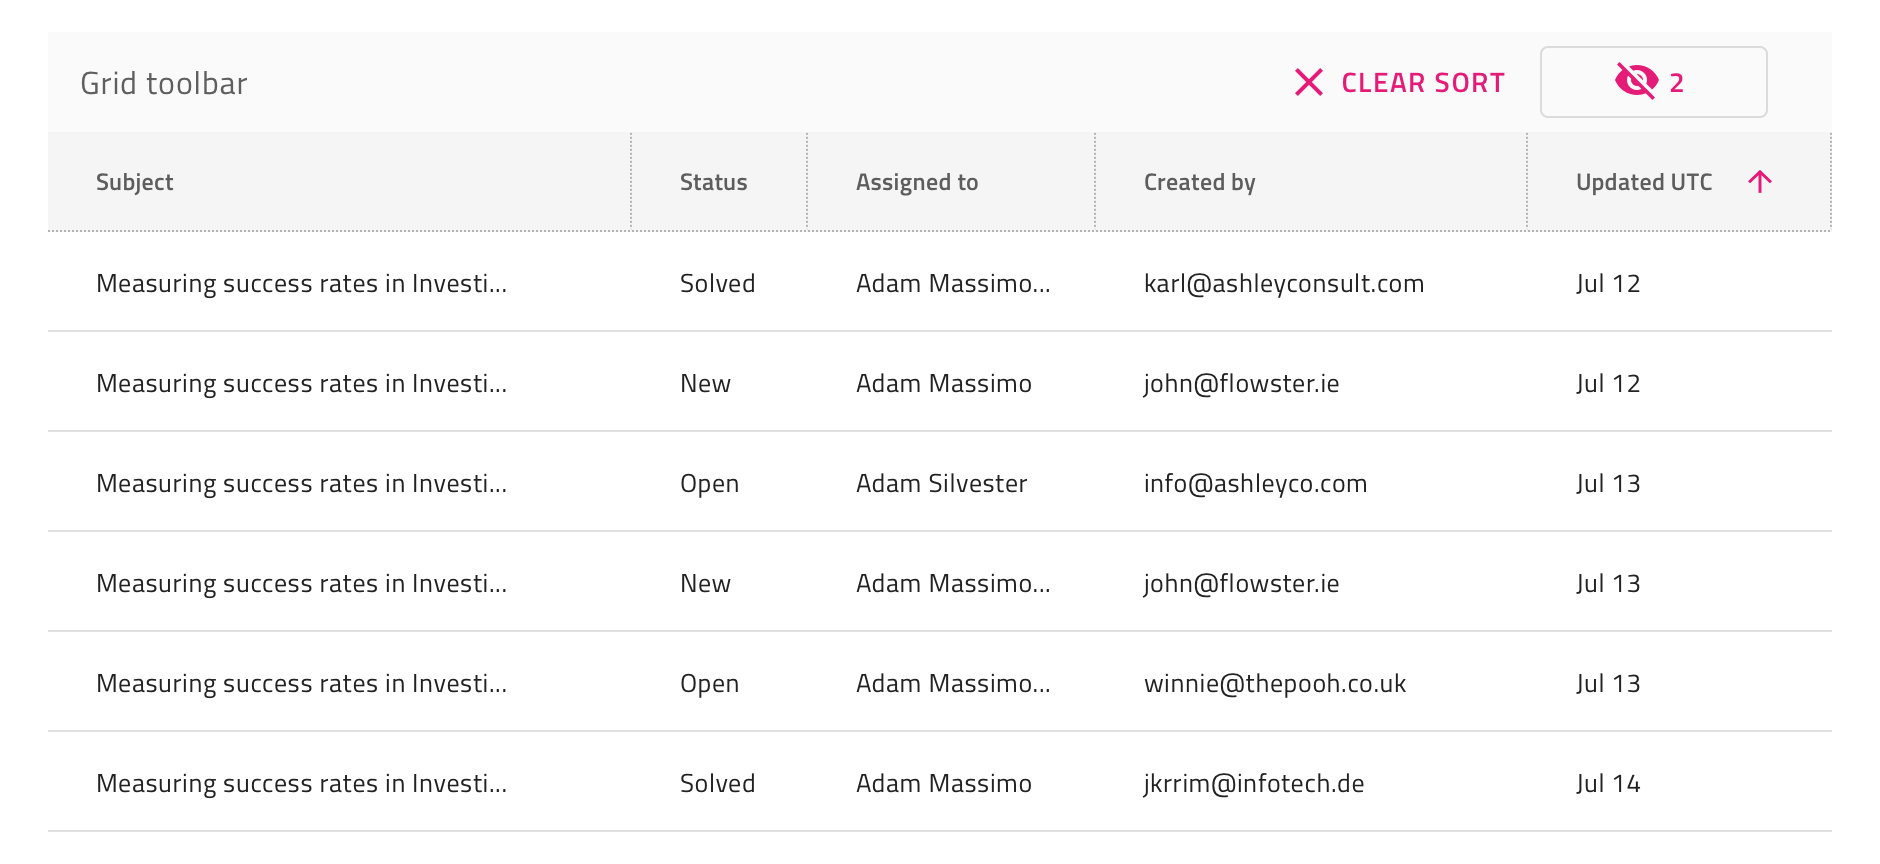 Grid toolbar CLEAR SORT 2
Subject Status Assigned to Created by Updated UTC
Measuring success rates in Investi... Solved Adam Massimo... karl@ashleyconsult.com Jul 12
Measuring success rates in Investi... New Adam Massimo john@flowster.ie Jul 12
Measuring success rates in Investi... Open Adam Silvester info@ashleyco.com Jul 13
Measuring success rates in Investi... New Adam Massimo... john@flowster.ie Jul 13
Measuring success rates in Investi... Open Adam Massimo... winnie@thepooh.co.uk Jul 13
Measuring success rates in Investi... Solved Adam Massimo jkrrim@infotech.de Jul 14